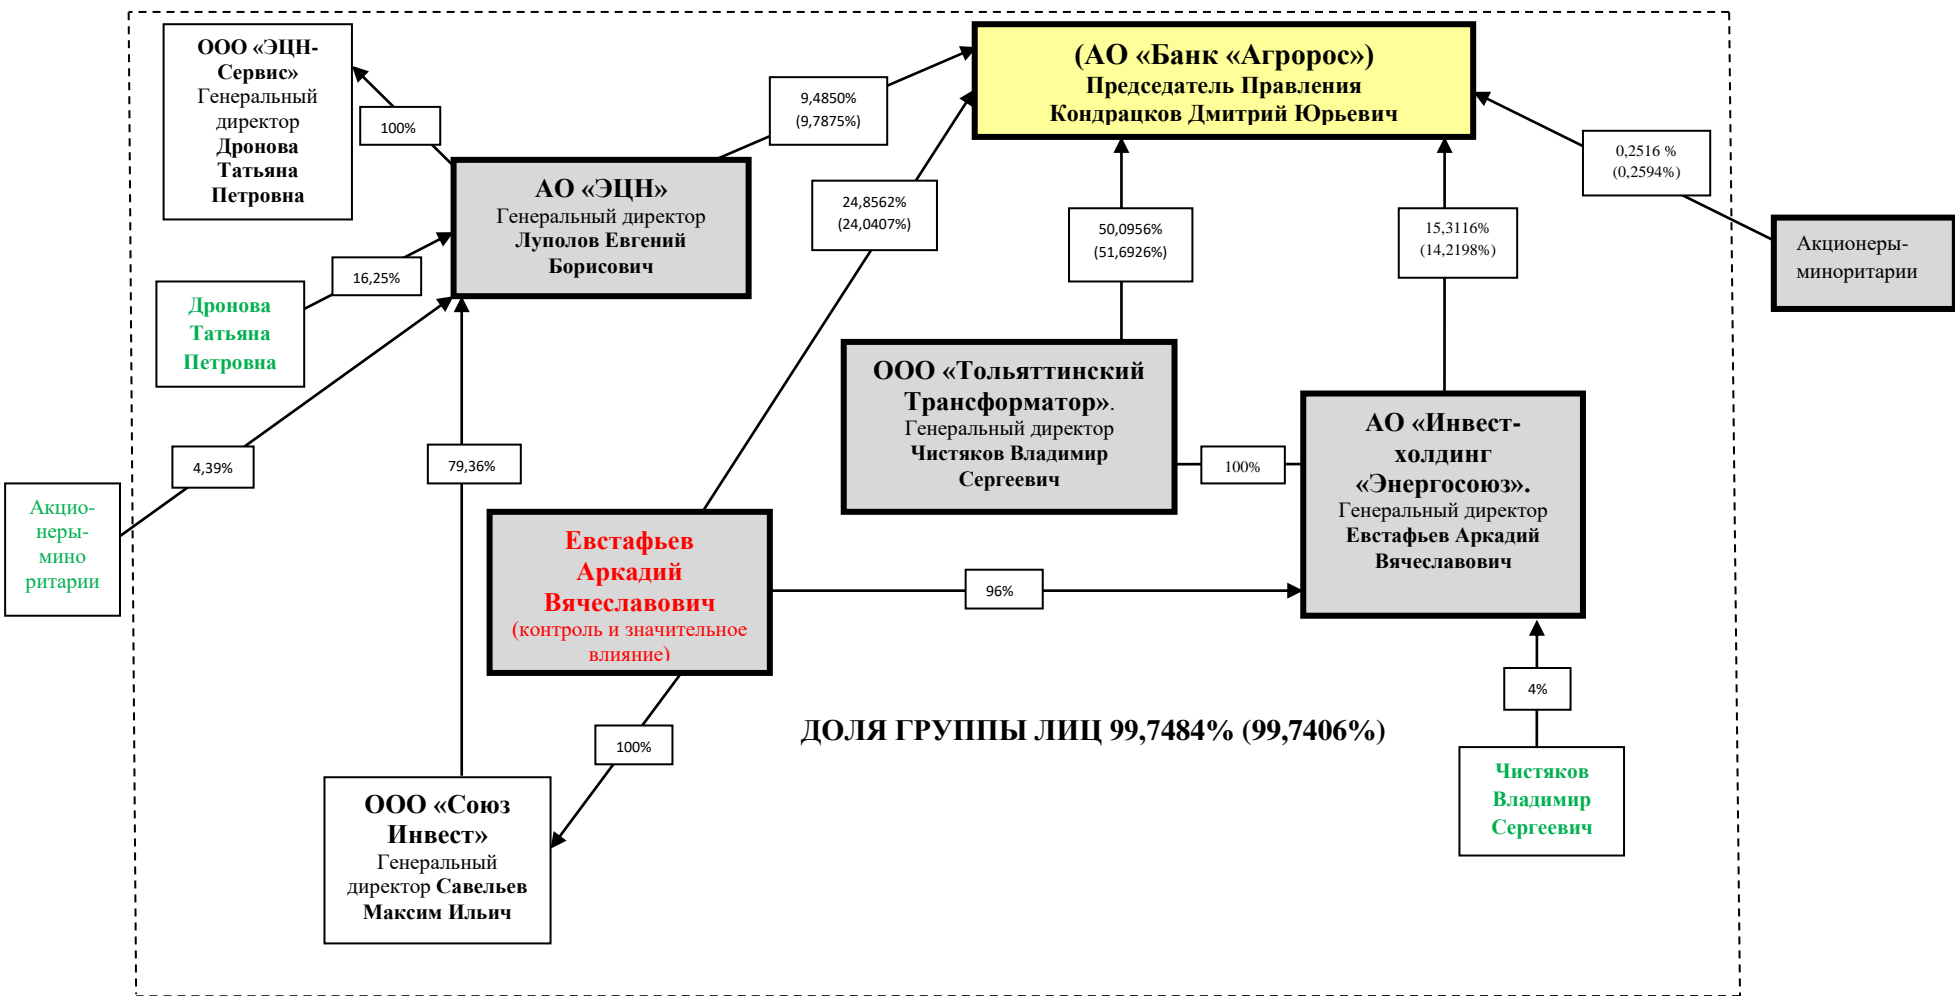 ООО «ЭЦН-
Сервис»
Генеральный
директор
Дронова
Татьяна
Петровна
100%
9,4850%
(9,7875%)
(АО «Банк «Агророс»)
Председатель Правления
Кондрацков Дмитрий Юрьевич
0,2516 %
(0,2594%)
Акционеры-
миноритарии
АО «ЭЦН»
Генеральный директор
Луполов Евгений
Борисович
24,8562%
(24,0407%)
50,0956%
(51,6926%)
15,3116%
(14,2198%)
16,25%
Дронова
Татьяна
Петровна
ООО «Тольяттинский
Трансформатор».
Генеральный директор
Чистяков Владимир
Сергеевич
100%
АО «Инвест-
холдинг
«Энергосоюз».
Генеральный директор
Евстафьев Аркадий
Вячеславович
4,39%
79,36%
Акцио-
неры-
мино
ритарии
Евстафьев
Аркадий
Вячеславович
(контроль и значительное
влияние)
96%
4%
100%
ДОЛЯ ГРУППЫ ЛИЦ 99,7484% (99,7406%)
Чистяков
Владимир
Сергеевич
ООО «Союз
Инвест»
Генеральный
директор Савельев
Максим Ильич